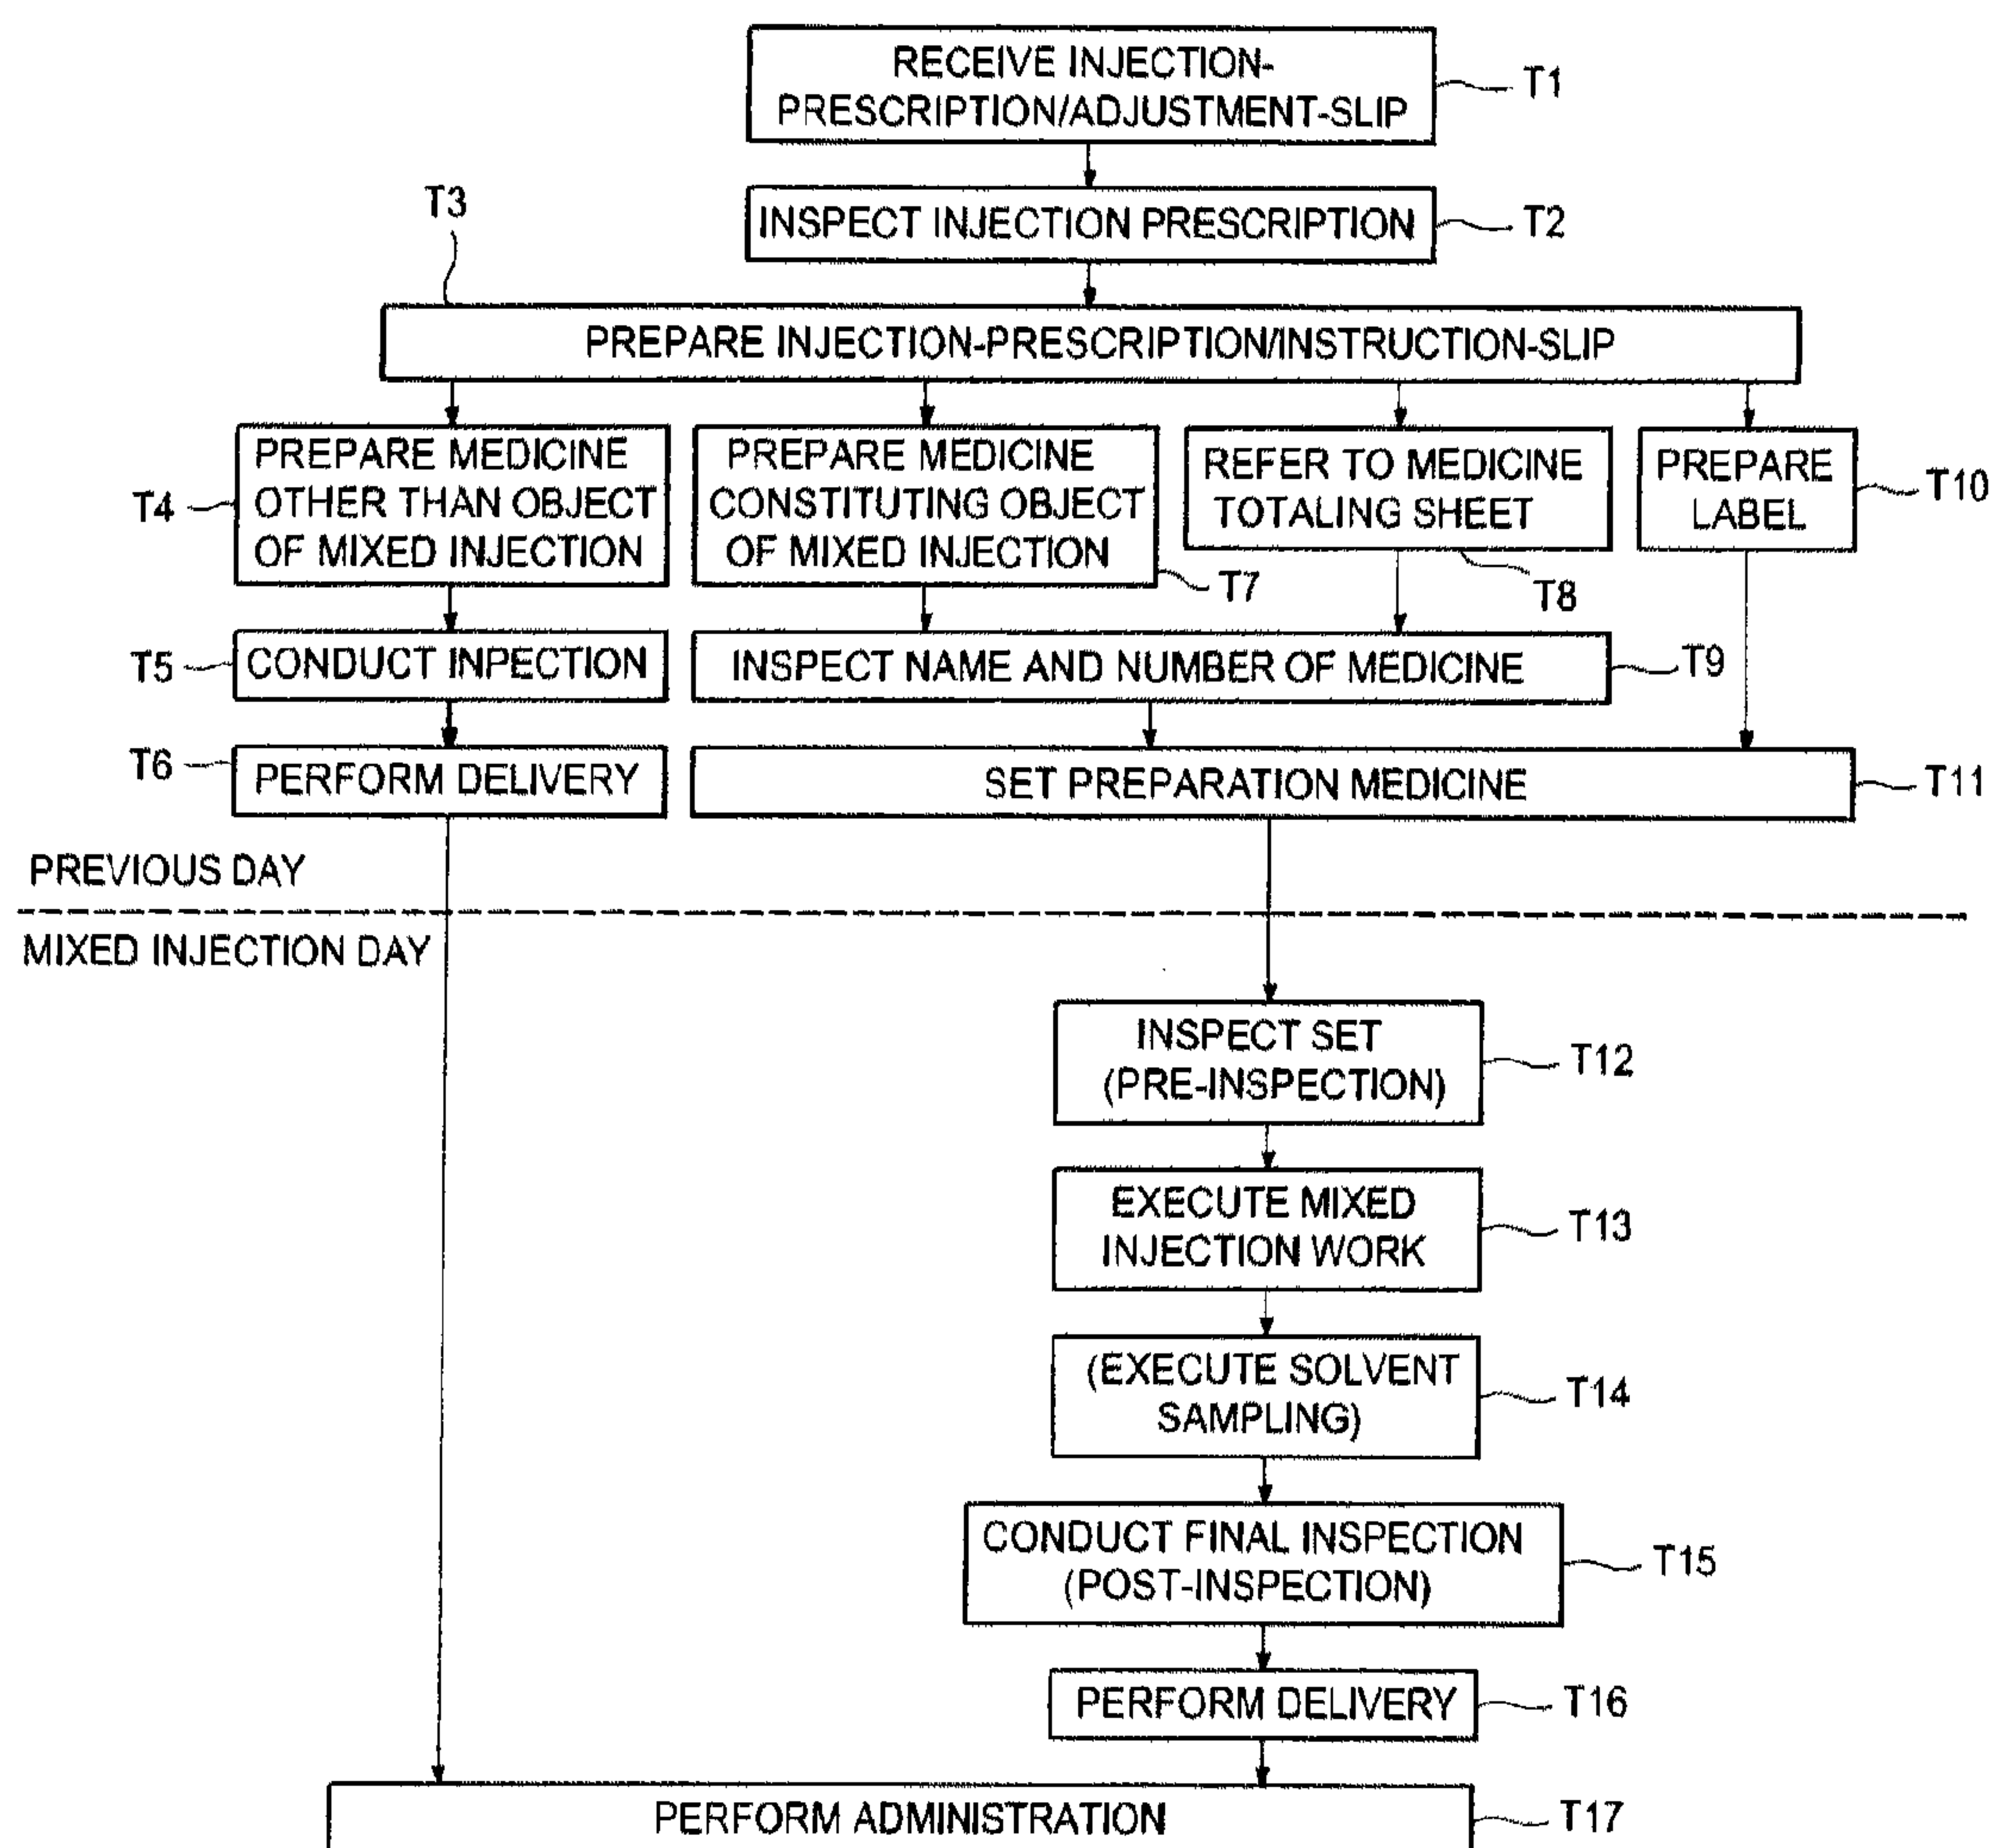 RECEIVE INJECTION-
PRESCRIPTION/ADJUSTMENT-SLIP
T1
INSPECT INJECTION PRESCRIPTION
T2
T3
PREPARE INJECTION-PRESCRIPTION/INSTRUCTION-SLIP
T4
PREPARE MEDICINE
OTHER THAN OBJECT
OF MIXED INJECTION
PREPARE MEDICINE
CONSTITUTING OBJECT
OF MIXED INJECTION
T7
REFER TO MEDICINE
TOTALING SHEET
T8
PREPARE
LABEL
T10
T5
CONDUCT INPECTION
INSPECT NAME AND NUMBER OF MEDICINE
T9
T6
PERFORM DELIVERY
SET PREPARATION MEDICINE
T11
PREVIOUS DAY
MIXED INJECTION DAY
INSPECT SET
(PRE-INSPECTION)
T12
EXECUTE MIXED
INJECTION WORK
T13
(EXECUTE SOLVENT
SAMPLING)
T14
CONDUCT FINAL INSPECTION
(POST-INSPECTION)
T15
PERFORM DELIVERY
T16
PERFORM ADMINISTRATION
T17